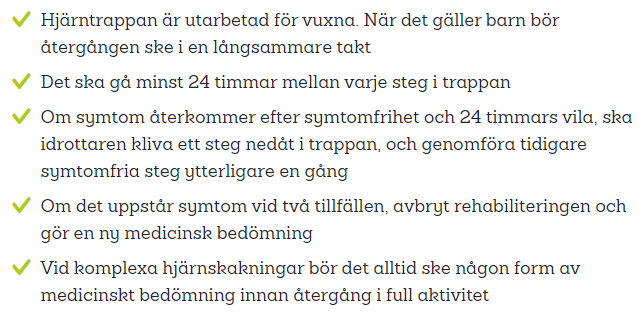 Hjärntrappan är utarbetad för vuxna. När det gäller barn bör
återgången ske i en långsammare takt
Det ska gå minst 24 timmar mellan varje steg i trappan
Om symtom återkommer efter symtomfrihet och 24 timmars vila, ska
idrottaren kliva ett steg nedåt i trappan, och genomföra tidigare
symtomfria steg ytterligare en gång
Om det uppstår symtom vid två tillfällen, avbryt rehabiliteringen och
gör en ny medicinsk bedömning
Vid komplexa hjärnskakningar bör det alltid ske någon form av
medicinskt bedömning innan återgång i full aktivitet